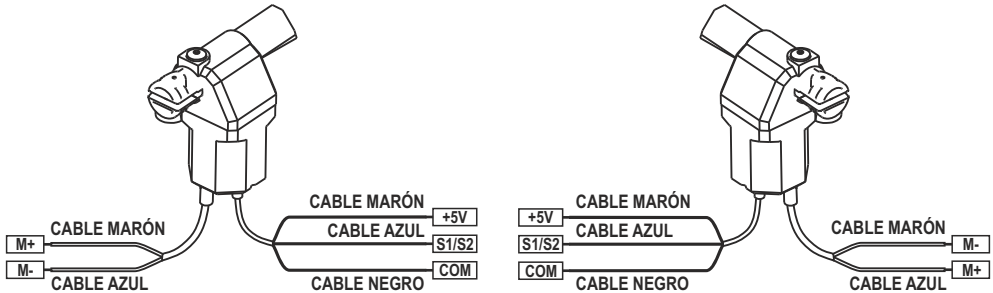 CABLE MARÓN
+5V
CABLE AZUL
S1/S2
CABLE NEGRO
COM
CABLE MARÓN
M+
M-
CABLE AZUL
CABLE MARÓN
+5V
CABLE AZUL
S1/S2
CABLE NEGRO
COM
CABLE MARÓN
M-
M+
CABLE AZUL